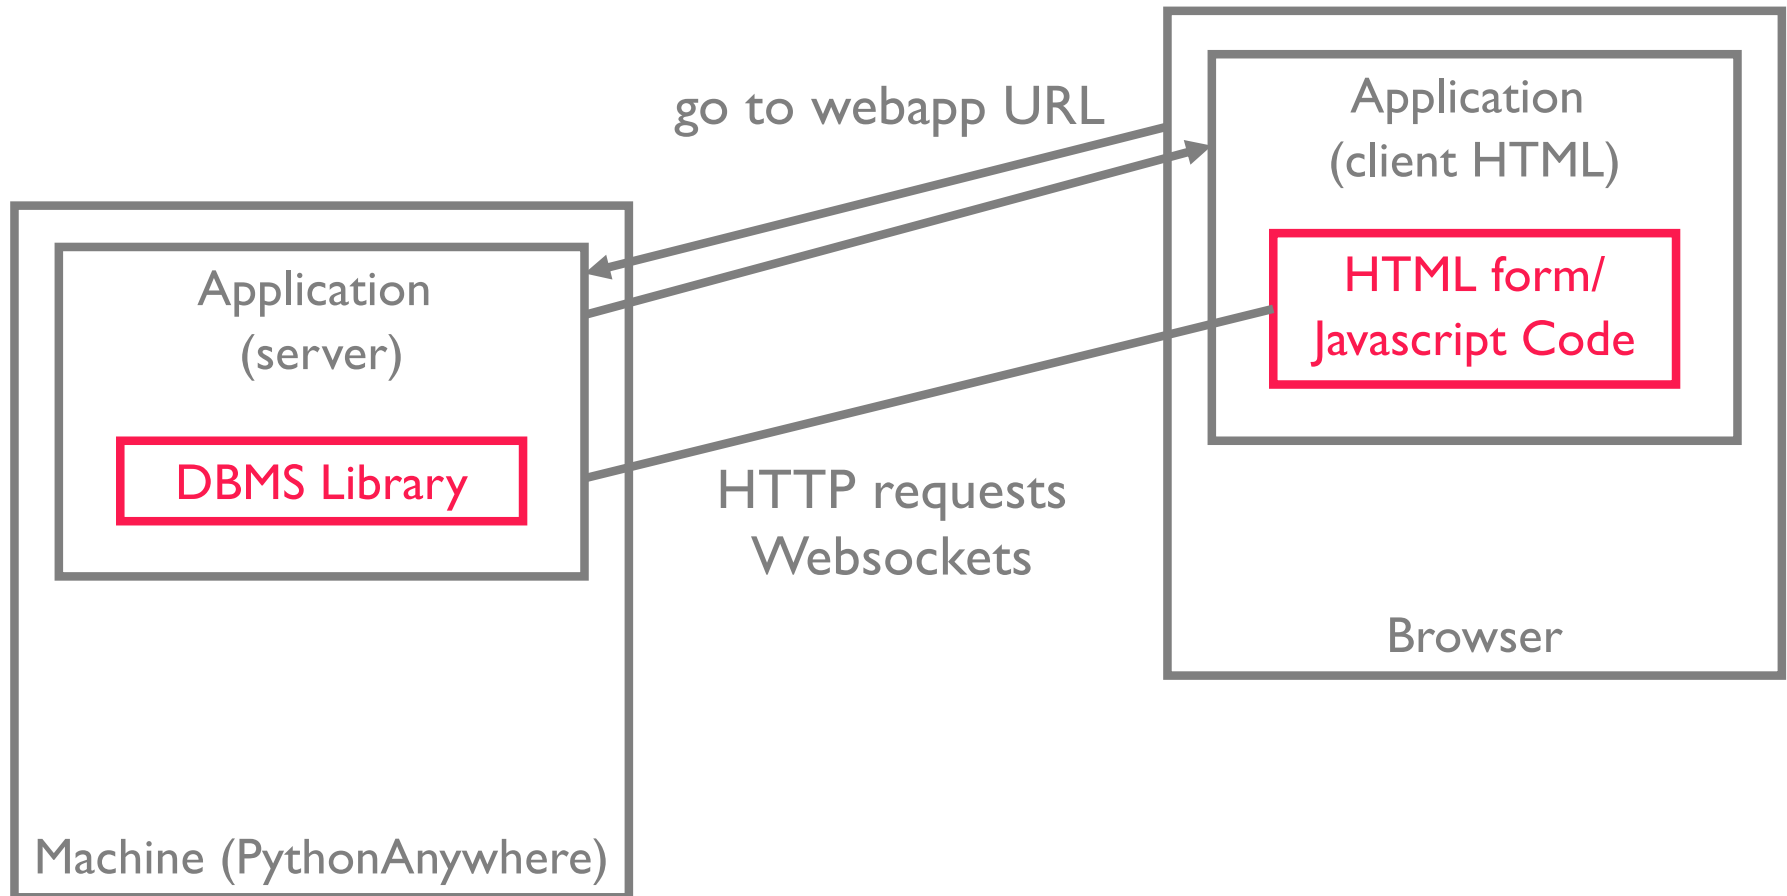 go to webapp URL
Application
(client HTML)
HTML form/
Javascript Code
Application
(server)
DBMS Library
HTTP requests
Websockets
Browser
Machine (PythonAnywhere)